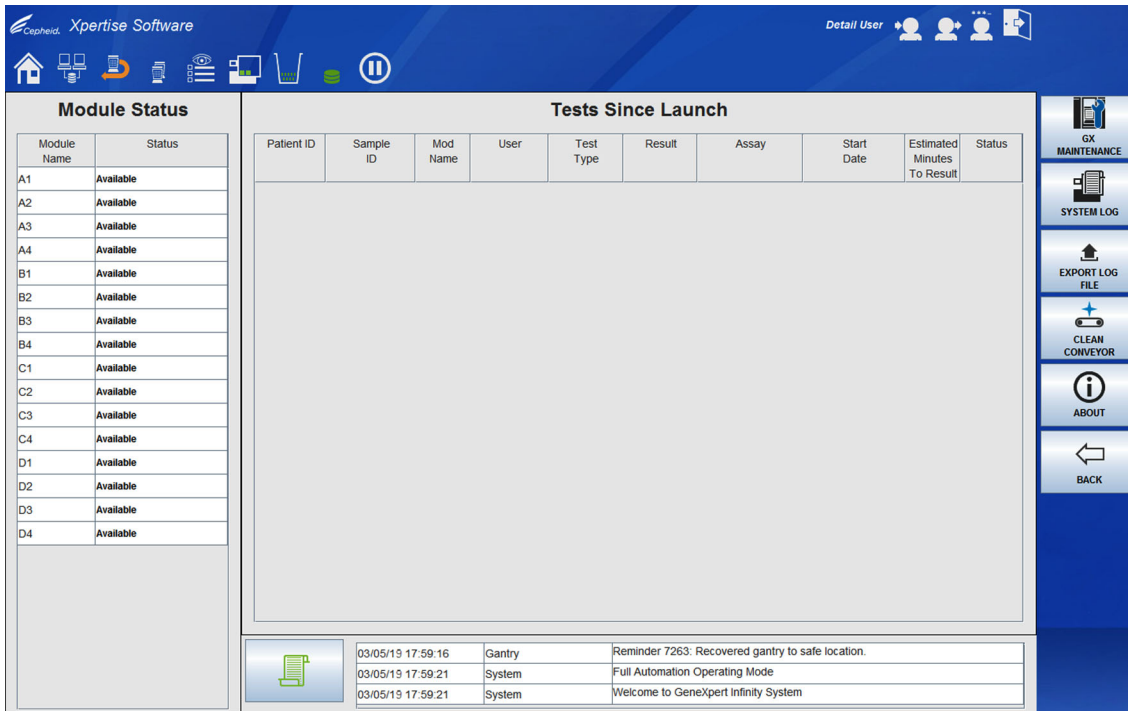 Cepheid. Xpertise Software
Detail User
Module Status
Tests Since Launch
Module
Name
Status
Patient ID
Sample
ID
Mod
Name
User
Test
Type
Result
Assay
Start
Date
Estimated
Minutes
To Result
Status
A1 Available
A2 Available
A3 Available
A4 Available
B1 Available
B2 Available
B3 Available
B4 Available
C1 Available
C2 Available
C3 Available
C4 Available
D1 Available
D2 Available
D3 Available
D4 Available
03/05/19 17:59:16 Gantry Reminder 7263: Recovered gantry to safe location.
03/05/19 17:59:21 System Full Automation Operating Mode
03/05/19 17:59:21 System Welcome to GeneXpert Infinity System
GX
MAINTENANCE
SYSTEM LOG
EXPORT LOG
FILE
CLEAN
CONVEYOR
ABOUT
BACK